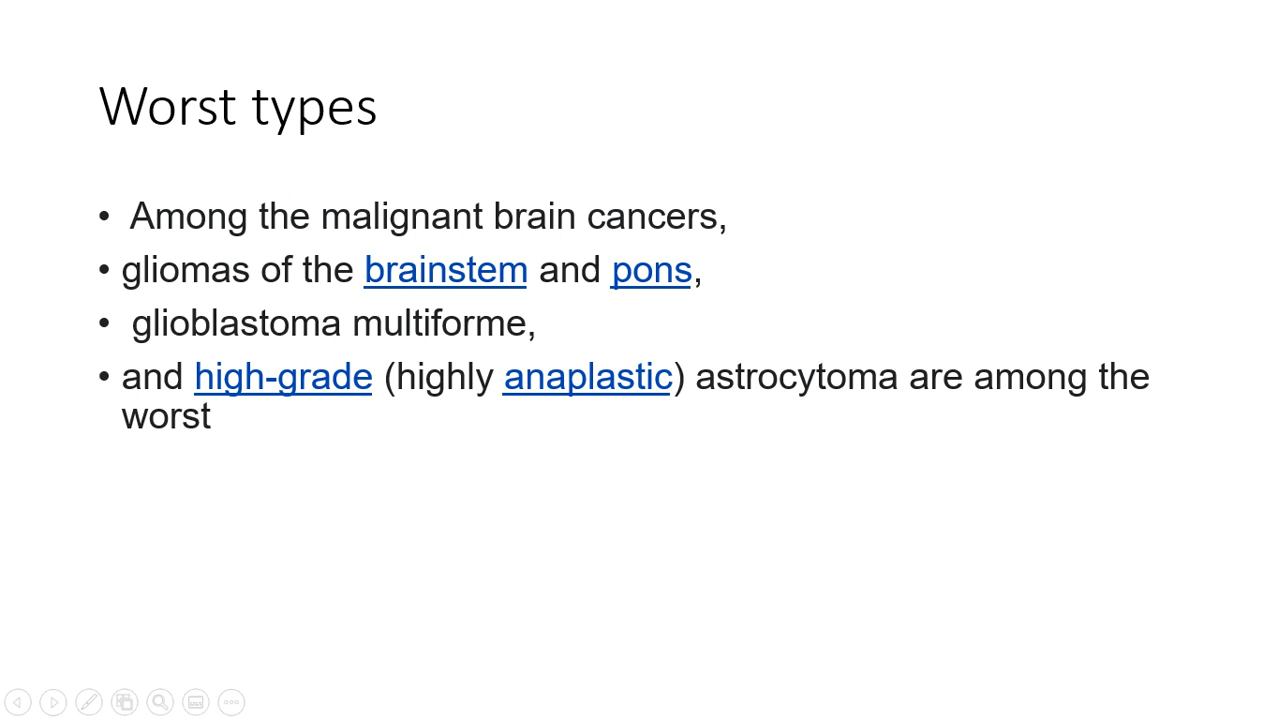 Worst types
• Among the malignant brain cancers,
• gliomas of the brainstem and pons,
• glioblastoma multiforme,
• and high-grade (highly anaplastic) astrocytoma are among the
worst